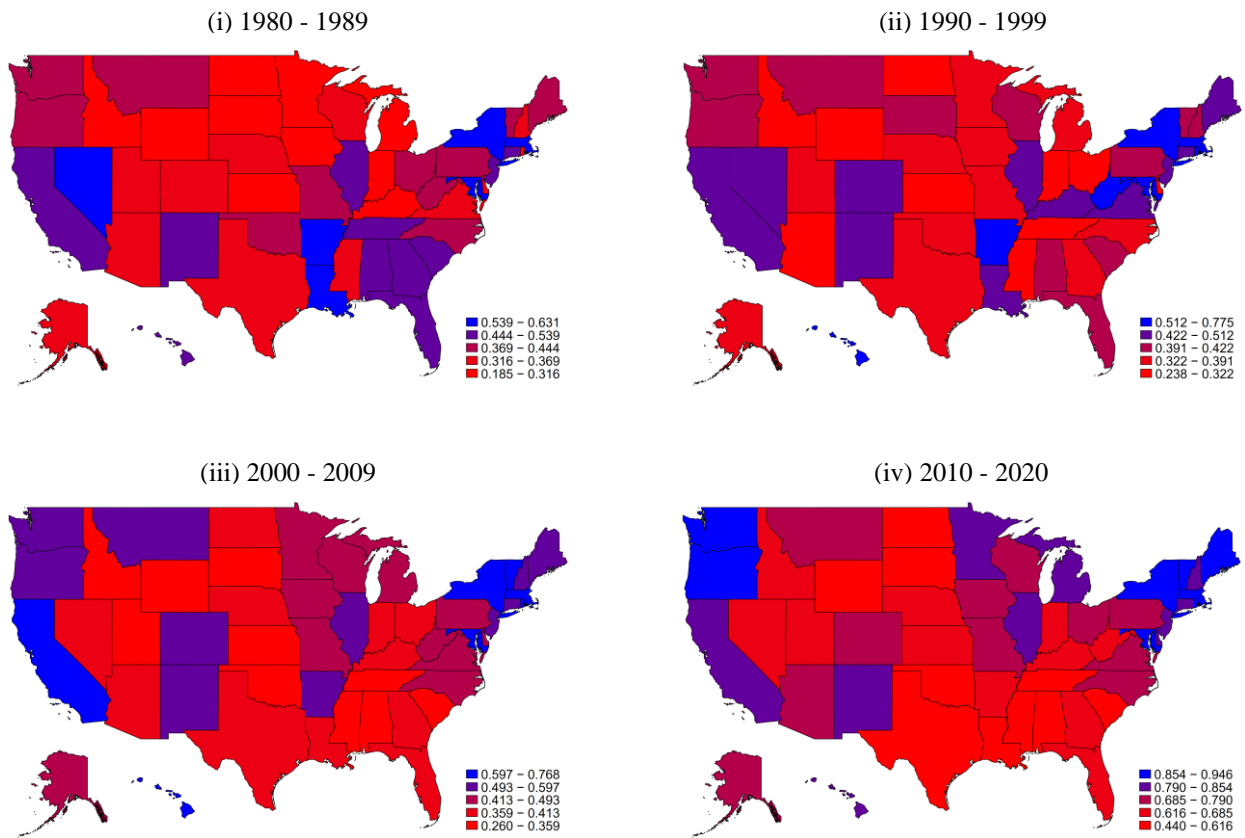 (i) 1980 - 1989
(ii) 1990 - 1999
0.539 – 0.631
0.444 – 0.539
0.369 – 0.444
0.316 – 0.369
0.185 – 0.316
0.512 – 0.775
0.422 – 0.512
0.391 – 0.422
0.322 – 0.391
0.238 – 0.322
(iii) 2000 - 2009
(iv) 2010 - 2020
0.597 – 0.768
0.493 – 0.597
0.413 – 0.493
0.359 – 0.413
0.260 – 0.359
0.854 – 0.946
0.790 – 0.854
0.685 – 0.790
0.616 – 0.685
0.440 – 0.616